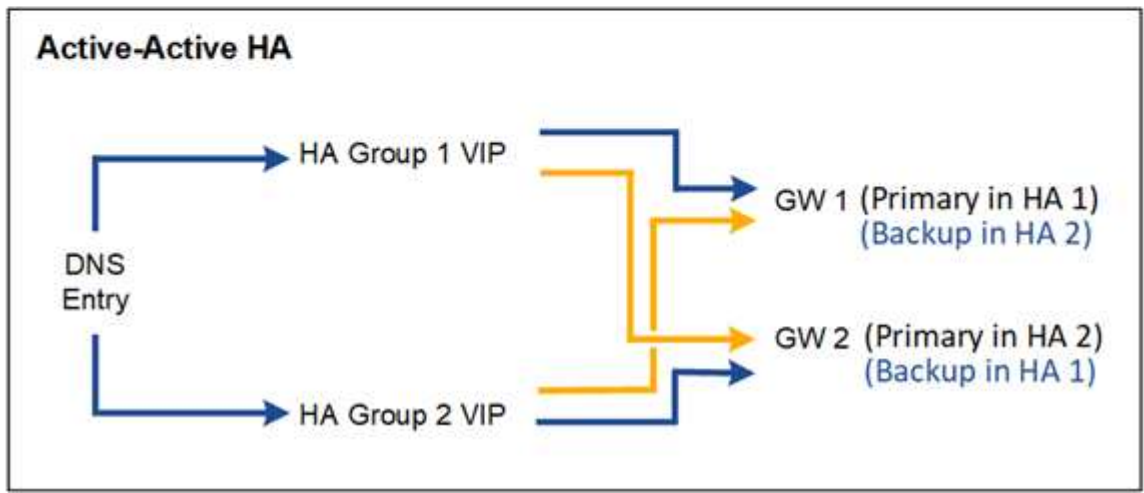 Active-Active HA
HA Group 1 VIP
GW 1 (Primary in HA 1)
(Backup in HA 2)
DNS
Entry
GW 2 (Primary in HA 2)
(Backup in HA 1)
HA Group 2 VIP